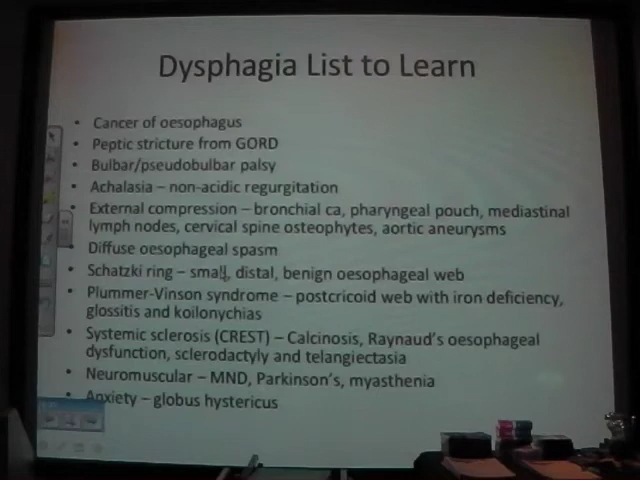 Dysphagia List to Learn
• Cancer of oesophagus
• Peptic stricture from GORD
• Bulbar/pseudobulbar palsy
• Achalasia – non-acidic regurgitation
• External compression – bronchial ca, pharyngeal pouch, mediastinal
lymph nodes, cervical spine osteophytes, aortic aneurysms
• Diffuse oesophageal spasm
• Schatzki ring – small, distal, benign oesophageal web
• Plummer-Vinson syndrome – postcricoid web with iron deficiency,
glossitis and koilonychias
• Systemic sclerosis (CREST) – Calcinosis, Raynaud's oesophageal
dysfunction, sclerodactyly and telangiectasia
• Neuromuscular – MND, Parkinson's, myasthenia
• Anxiety – globus hystericus